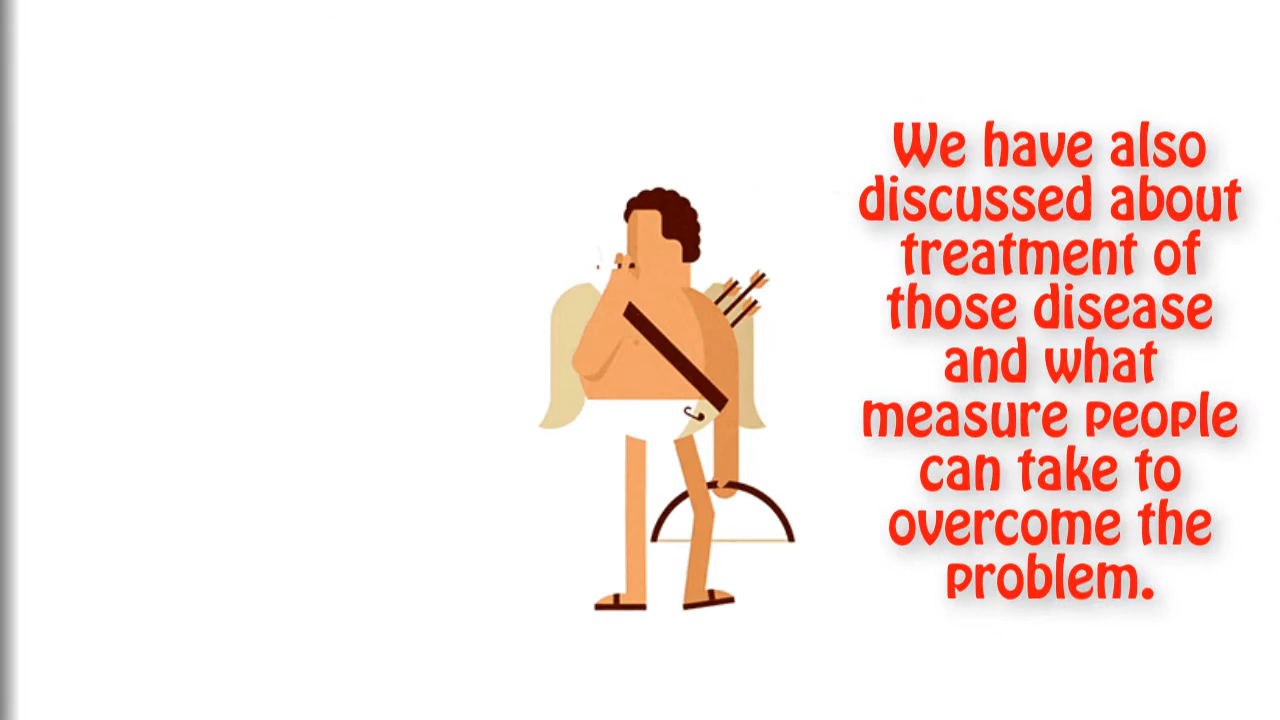 We have also
discussed about
treatment of
those disease
and what
measure people
can take to
overcome the
problem.